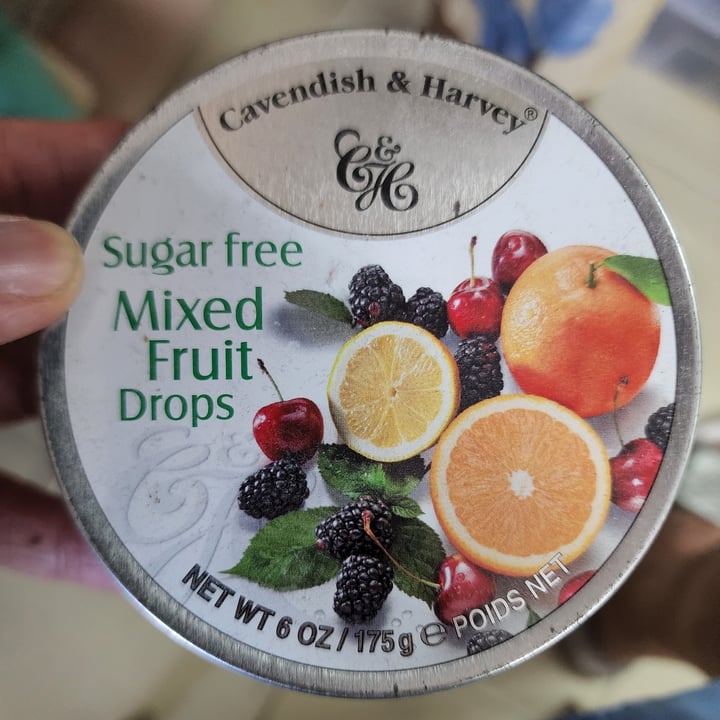 Cavendish & Harvey®
C&H
Sugar free
Mixed
Fruit
Drops
NET WT 6 OZ / 175g ℮ POIDS NET